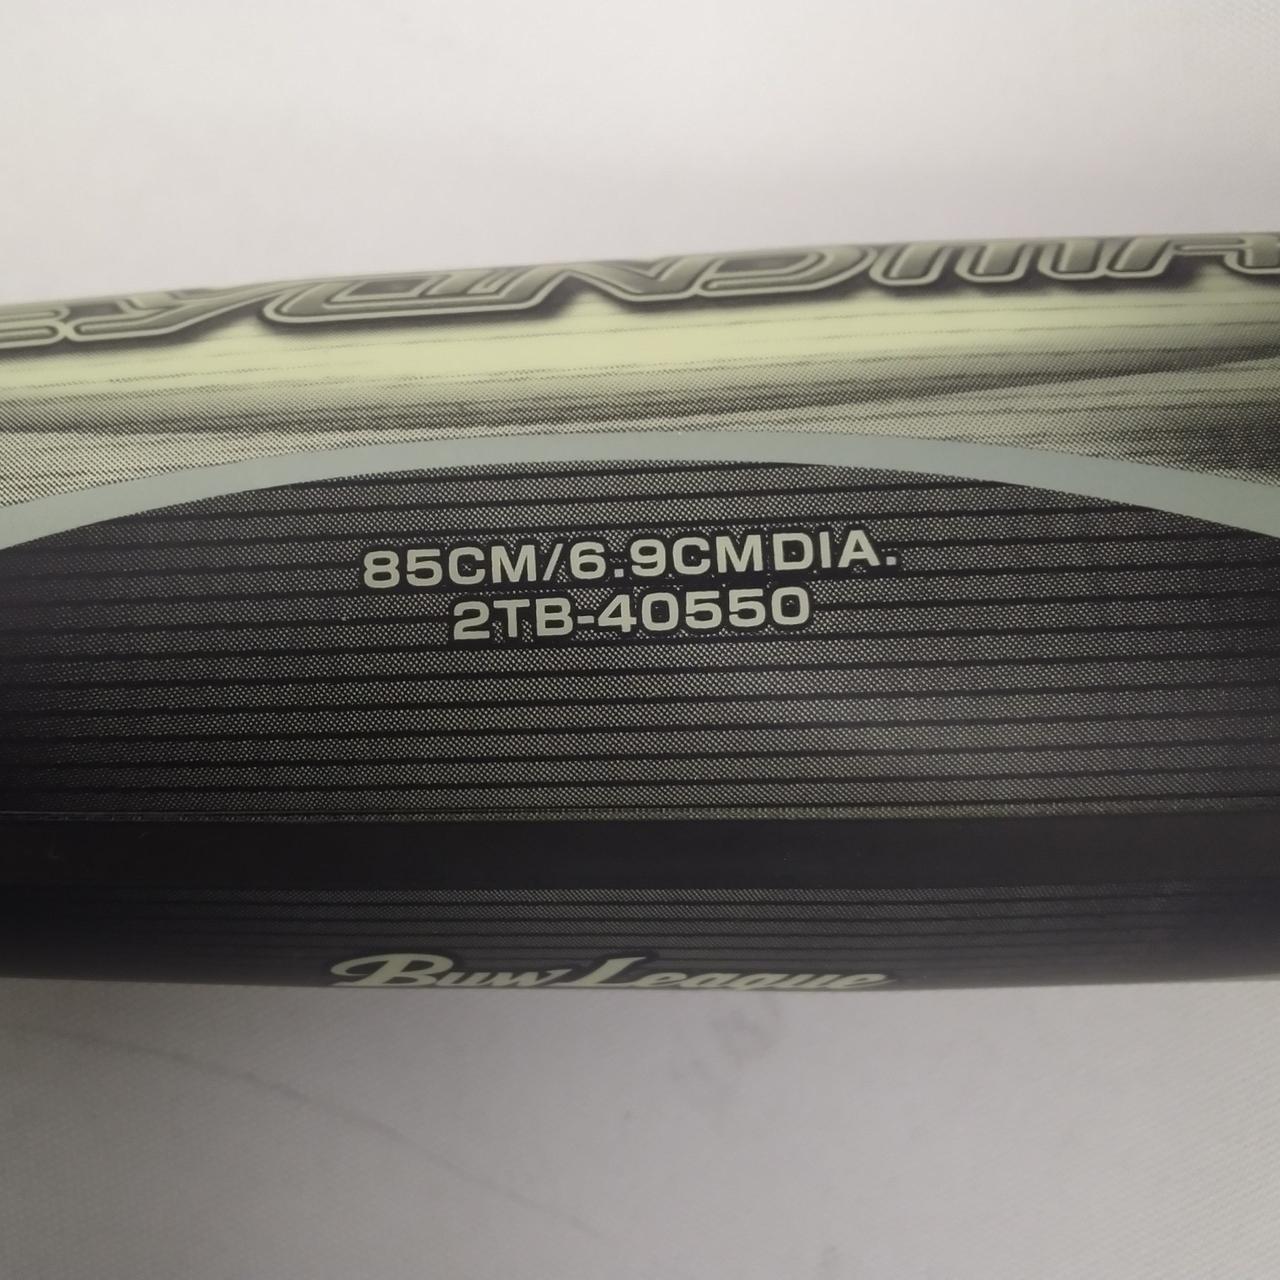 85CM/6.9CMDIA.
2TB-40550
Buw League